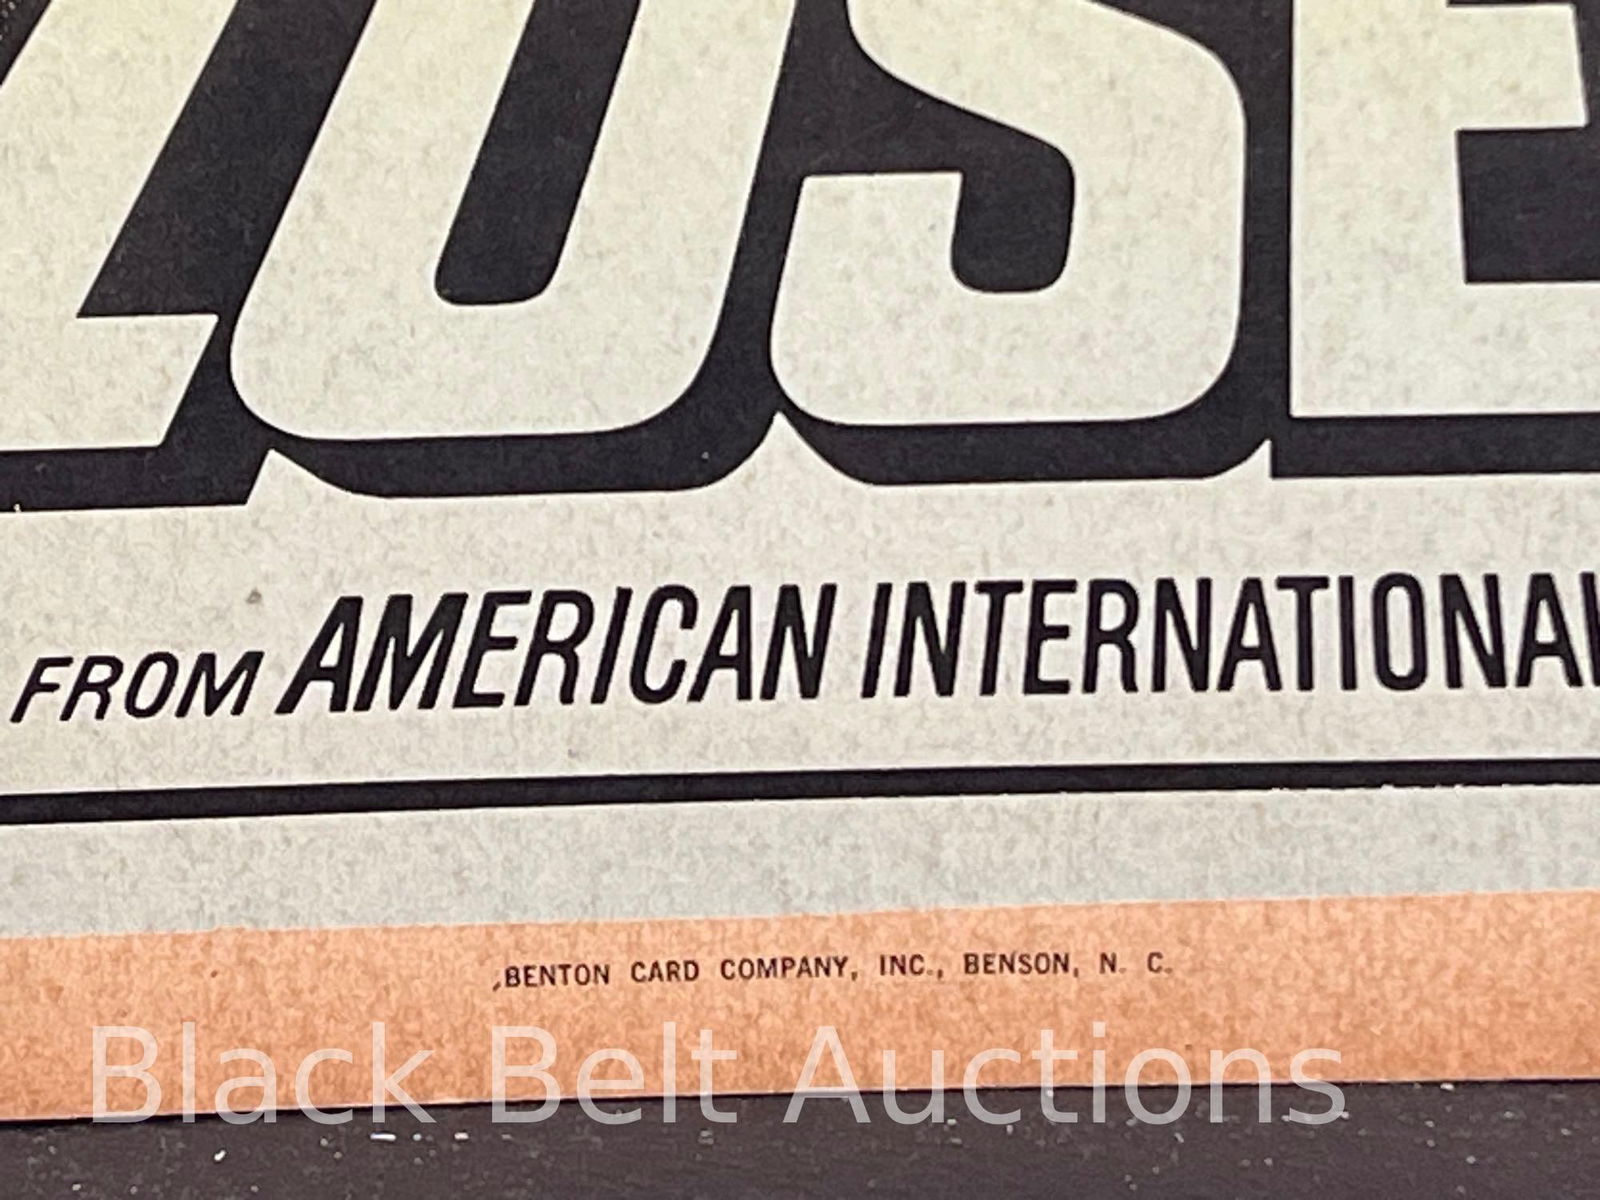 LOSE
FROM AMERICAN INTERNATIONAL
BENTON CARD COMPANY, INC., BENSON, N. C.
Black Belt Auctions